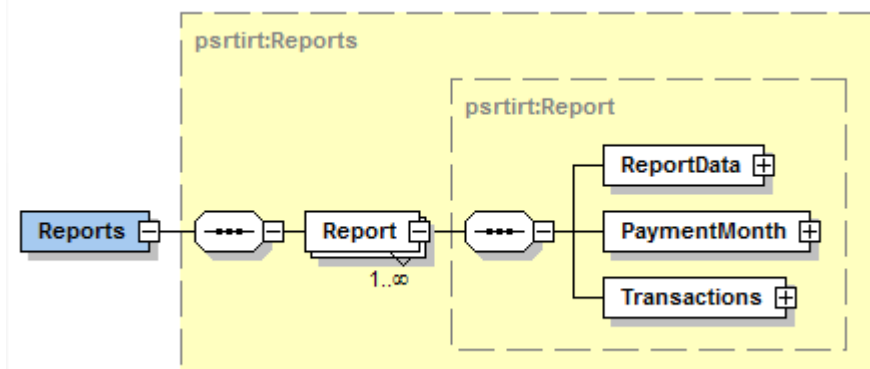 psrtirt:Reports
psrtirt:Report
ReportData
Reports
Report
PaymentMonth
1..∞
Transactions